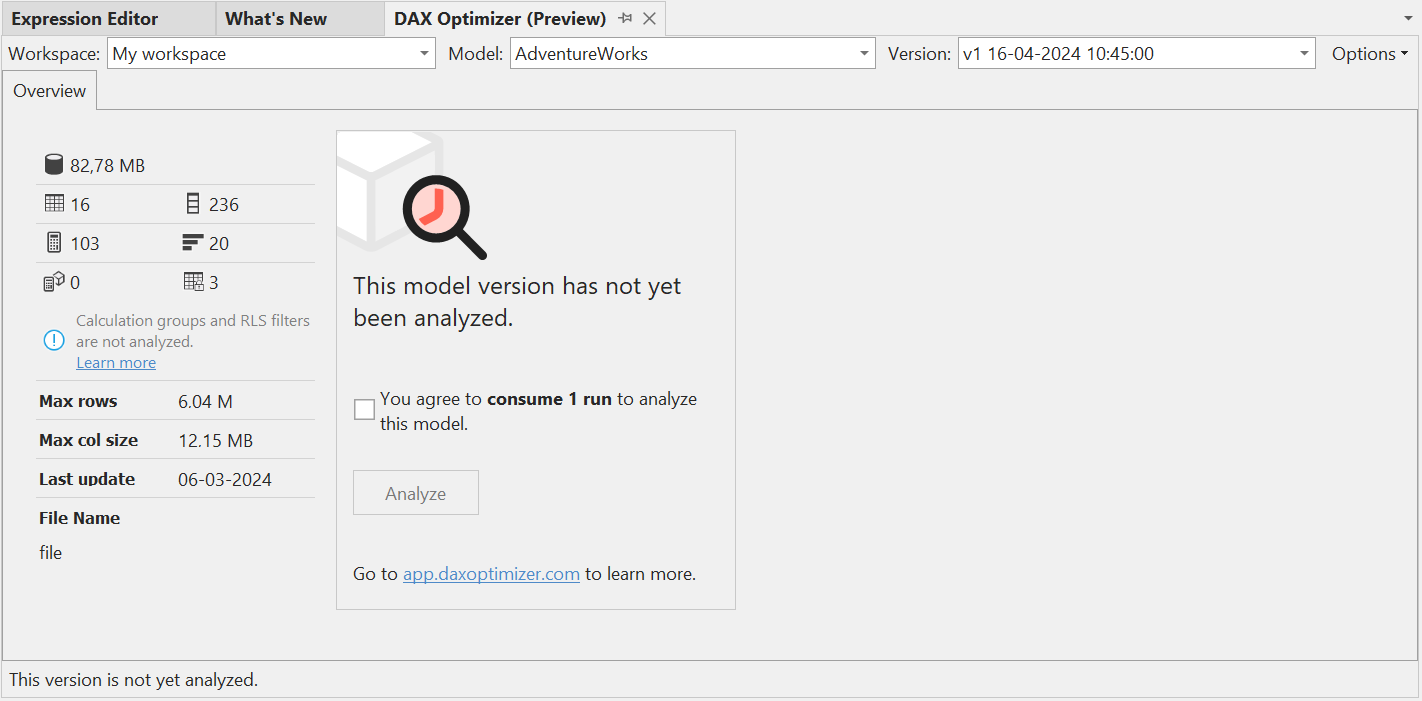 Expression Editor What's New DAX Optimizer (Preview)
Workspace: My workspace Model: AdventureWorks Version: v1 16-04-2024 10:45:00 Options
Overview
82,78 MB
16 236
103 20
0 3
Calculation groups and RLS filters
are not analyzed.
Learn more
Max rows 6.04 M
Max col size 12.15 MB
Last update 06-03-2024
File Name
file
This model version has not yet
been analyzed.
You agree to consume 1 run to analyze
this model.
Analyze
Go to app.daxoptimizer.com to learn more.
This version is not yet analyzed.